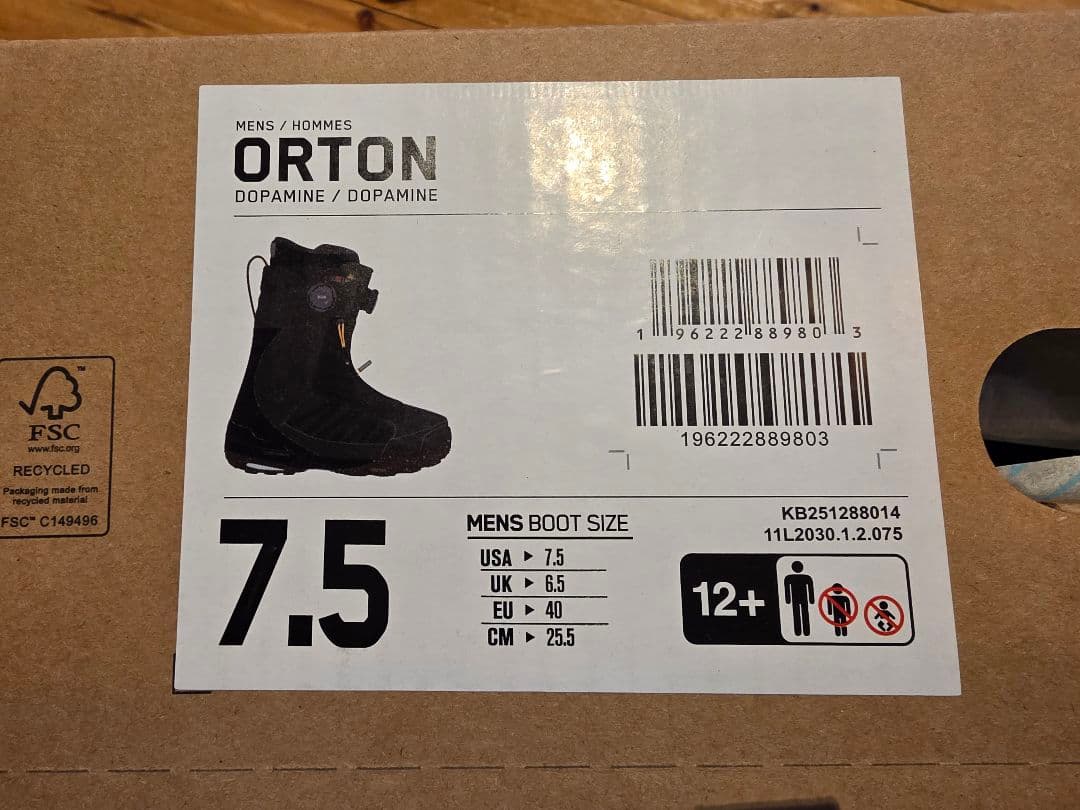 MENS / HOMMES
ORTON
DOPAMINE / DOPAMINE
1 96222 88980 3
196222889803
FSC
www.fsc.org
RECYCLED
Packaging made from
recycled material
FSC™ C149496
7.5
MENS BOOT SIZE
USA ▶ 7.5
UK ▶ 6.5
EU ▶ 40
CM ▶ 25.5
KB251288014
11L2030.1.2.075
12+